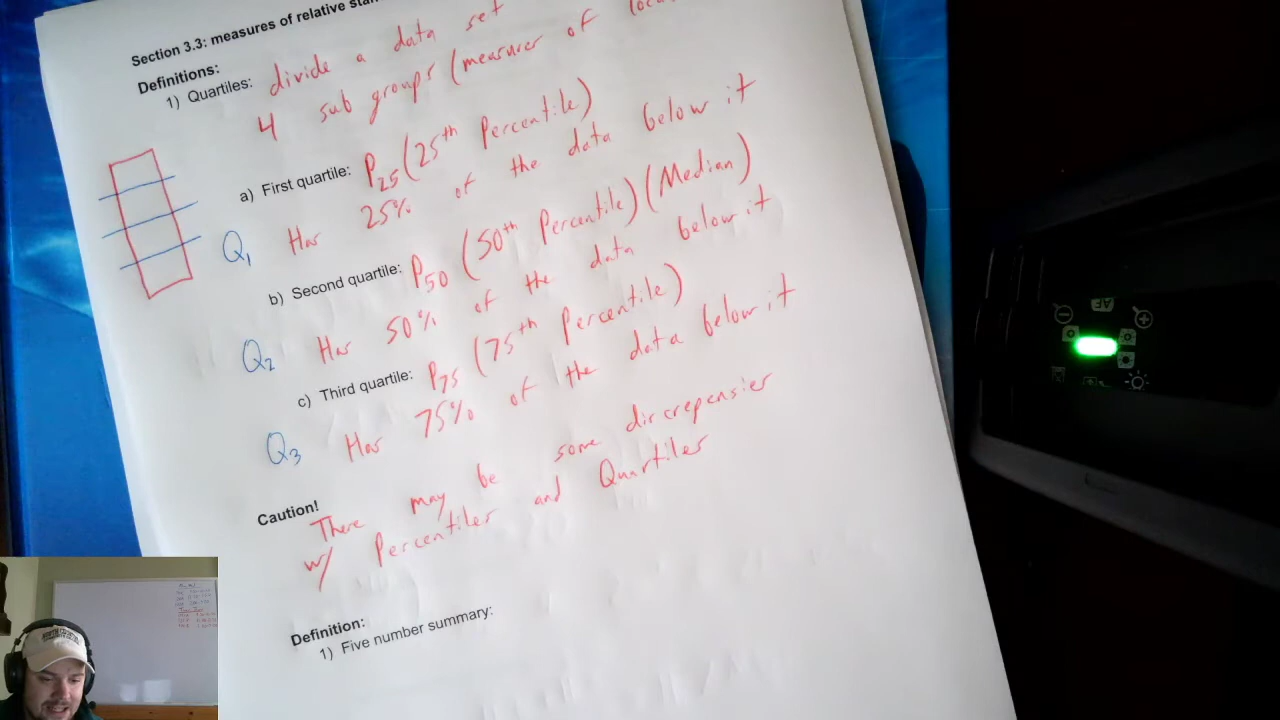 Section 3.3: measures of relative
Definitions:
1) Quartiles: divide a data set
4 sub groups (measures of
a) First quartile: P25 (25th Percentile)
Q1 Has 25% of the data below it
b) Second quartile: P50 (50th Percentile) (Median)
Q2 Has 50% of the data below it
c) Third quartile: P75 (75th Percentile)
Q3 Has 75% of the data below it
Caution!
There may be some discrepensies
w/ Percentiles and Quartiles
Definition:
1) Five number summary:
AF